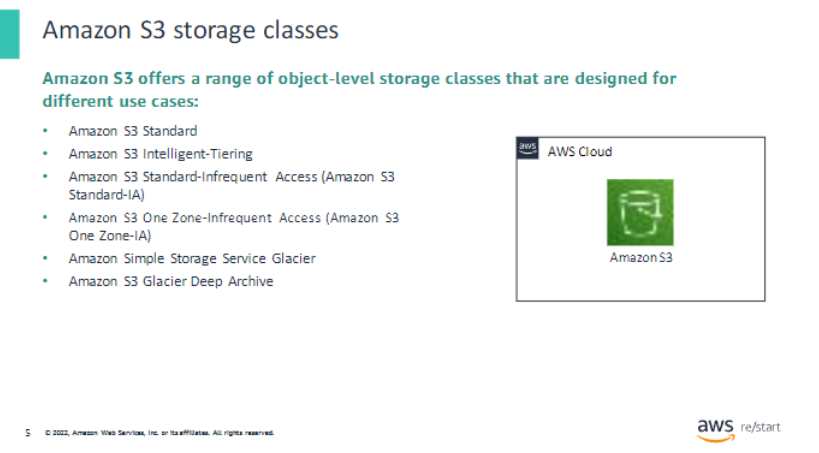 Amazon S3 storage classes
Amazon S3 offers a range of object-level storage classes that are designed for
different use cases:
• Amazon S3 Standard
• Amazon S3 Intelligent-Tiering
• Amazon S3 Standard-Infrequent Access (Amazon S3
Standard-IA)
• Amazon S3 One Zone-Infrequent Access (Amazon S3
One Zone-IA)
• Amazon Simple Storage Service Glacier
• Amazon S3 Glacier Deep Archive
aws AWS Cloud
Amazon S3
5 © 2022, Amazon Web Services, Inc. or its affiliates. All rights reserved.
aws re/start